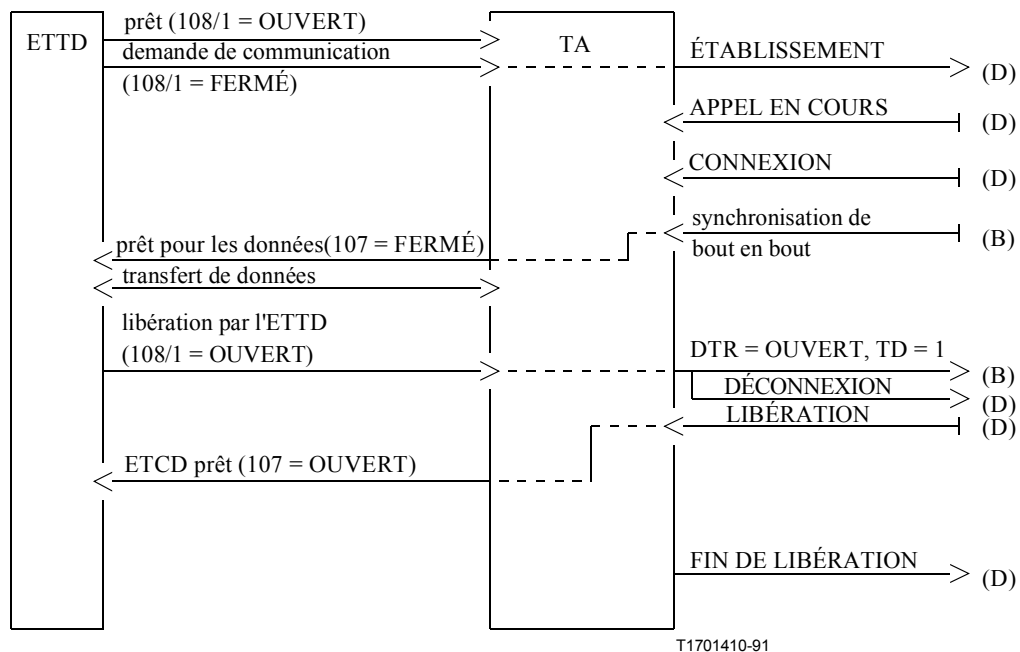 prêt (108/1 = OUVERT)
ETTD
TA
demande de communication
ÉTABLISSEMENT
(D)
(108/1 = FERMÉ)
APPEL EN COURS
(D)
CONNEXION
(D)
synchronisation de
(B)
prêt pour les données(107 = FERMÉ)
bout en bout
transfert de données
libération par l'ETTD
(108/1 = OUVERT)
DTR = OUVERT, TD = 1
(B)
DÉCONNEXION
(D)
LIBÉRATION
(D)
ETCD prêt (107 = OUVERT)
FIN DE LIBÉRATION
(D)
T1701410-91